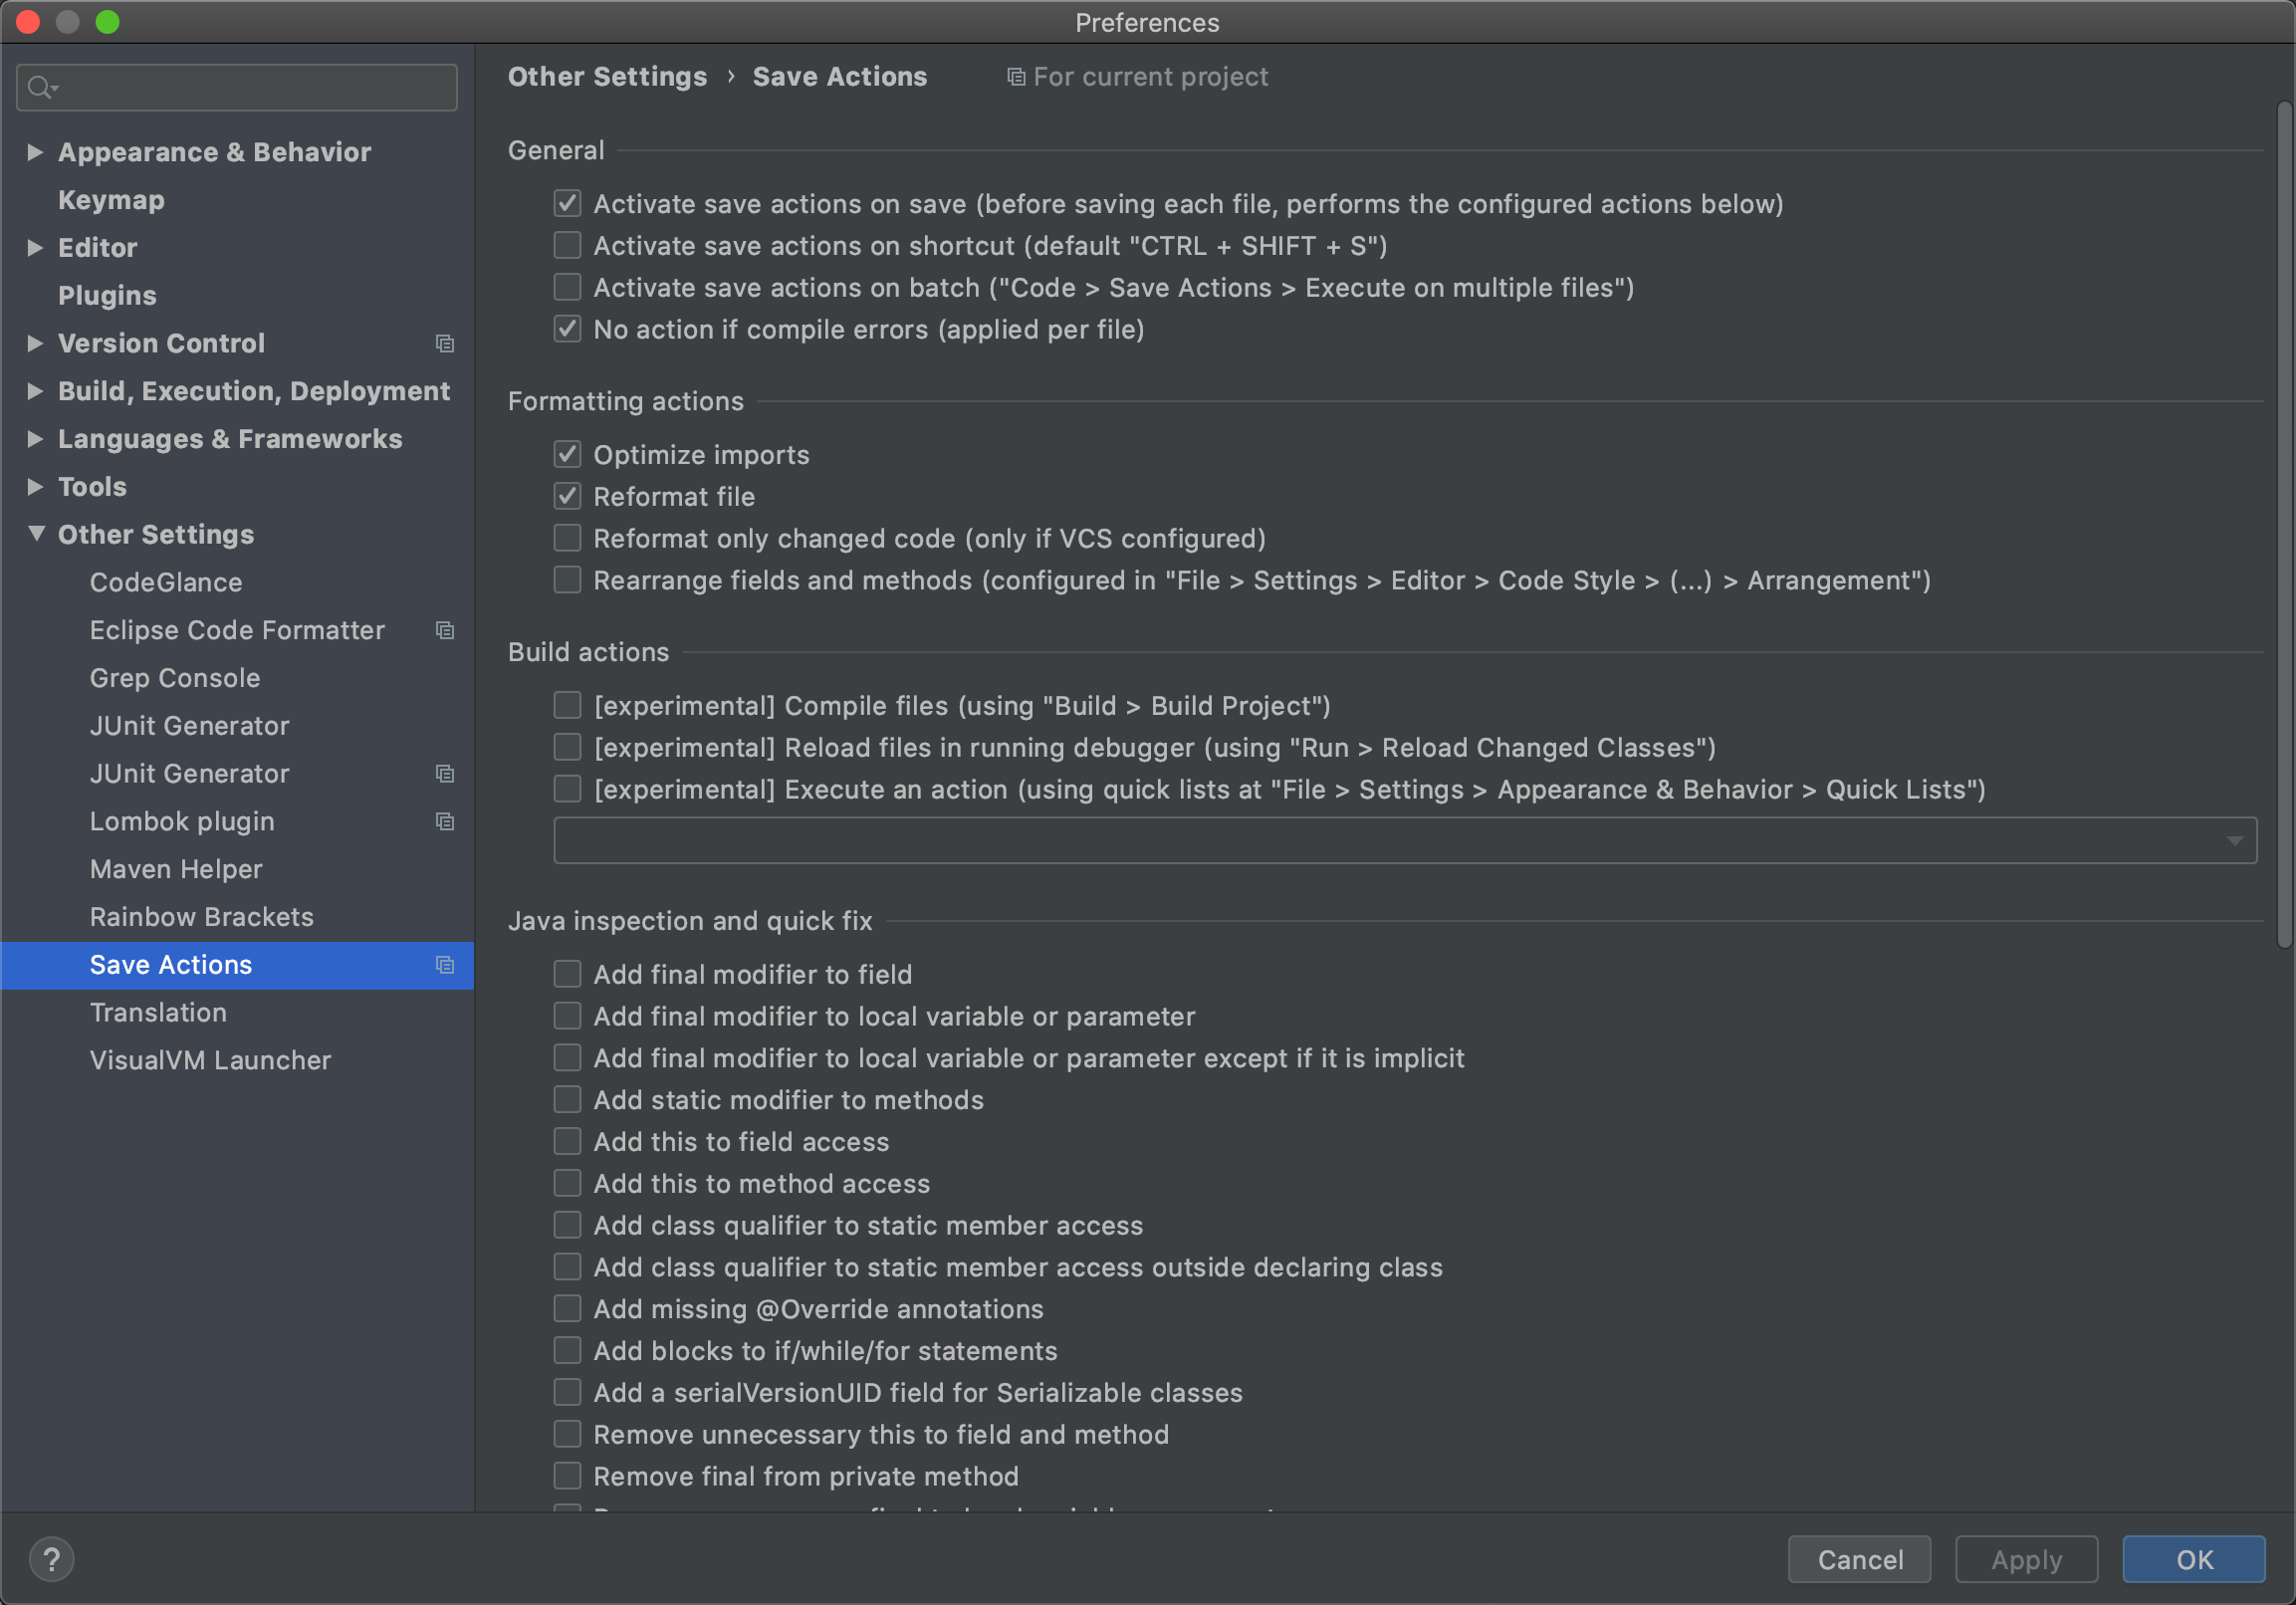 Preferences
Appearance & Behavior
Keymap
Editor
Plugins
Version Control
Build, Execution, Deployment
Languages & Frameworks
Tools
Other Settings
CodeGlance
Eclipse Code Formatter
Grep Console
JUnit Generator
JUnit Generator
Lombok plugin
Maven Helper
Rainbow Brackets
Save Actions
Translation
VisualVM Launcher
Other Settings › Save Actions For current project
General
Activate save actions on save (before saving each file, performs the configured actions below)
Activate save actions on shortcut (default "CTRL + SHIFT + S")
Activate save actions on batch ("Code > Save Actions > Execute on multiple files")
No action if compile errors (applied per file)
Formatting actions
Optimize imports
Reformat file
Reformat only changed code (only if VCS configured)
Rearrange fields and methods (configured in "File > Settings > Editor > Code Style > (...) > Arrangement")
Build actions
[experimental] Compile files (using "Build > Build Project")
[experimental] Reload files in running debugger (using "Run > Reload Changed Classes")
[experimental] Execute an action (using quick lists at "File > Settings > Appearance & Behavior > Quick Lists")
Java inspection and quick fix
Add final modifier to field
Add final modifier to local variable or parameter
Add final modifier to local variable or parameter except if it is implicit
Add static modifier to methods
Add this to field access
Add this to method access
Add class qualifier to static member access
Add class qualifier to static member access outside declaring class
Add missing @Override annotations
Add blocks to if/while/for statements
Add a serialVersionUID field for Serializable classes
Remove unnecessary this to field and method
Remove final from private method
?
Cancel
Apply
OK